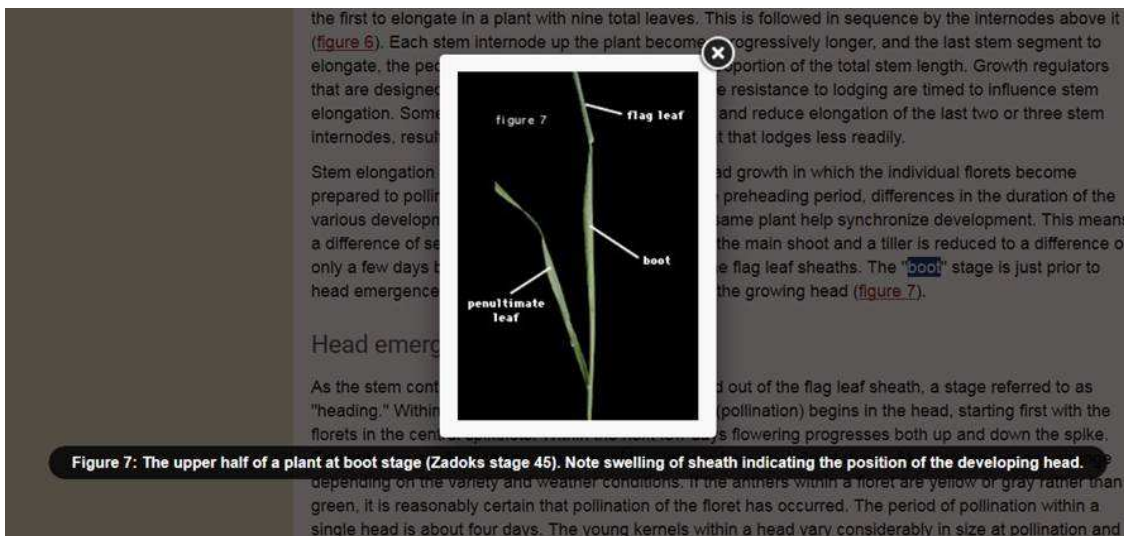 the first to elongate in a plant with nine total leaves. This is followed in sequence by the internodes above it
(figure 6). Each stem internode up the plant become rogressively longer, and the last stem segment to
elongate, the portion of the total stem length. Growth regulators
that are designed resistance to lodging are timed to influence stem
elongation. Some and reduce elongation of the last two or three stem
internodes, that lodges less readily.
Stem elongation growth in which the individual florets become
prepared to preheading period, differences in the duration of the
various same plant help synchronize development. This means
a difference of the main shoot and a tiller is reduced to a difference
only a few days flag leaf sheaths. The "boot" stage is just prior to
head emergence the growing head (figure 7).
figure 7
flag leaf
boot
penultimate
leaf
Head
As the stem out of the flag leaf sheath, a stage referred to as
"heading." (pollination) begins in the head, starting first with the
florets in the flowering progresses both up and down the spike.
Figure 7: The upper half of a plant at boot stage (Zadoks stage 45). Note swelling of sheath indicating the position of the developing head.
depending on the variety and weather conditions. If the anthers within a floret are yellow or gray rather than
green, it is reasonably certain that pollination of the floret has occurred. The period of pollination within a
single head is about four days. The young kernels within a head vary considerably in size at pollination and